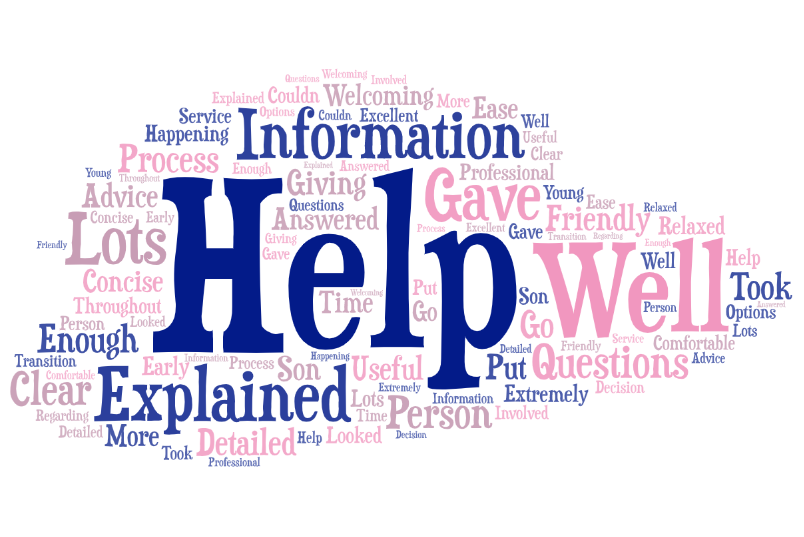 Questions Welcoming Involved
Explained Couldn Welcoming More Ease
Service Options Couldn Excellent Well
Happening Information Useful
Process Enough Explained Answered Clear
Young Throughout Giving Professional
Advice Help Questions Gave Young Ease Relaxed
Concise Early Answered Process Excellent Friendly
Lots Gave Transition Regarding Relaxed
Friendly Giving Enough
Gave Well Well Help
Concise Put Son Person Took
Throughout Time Welcoming Go Go Options Answered
Person Looked Service Lots
Enough Happening Detailed Friendly Comfortable
Transition Early Information Process Son Useful Put Questions Advice
Comfortable Extremely Decision
Clear Explained Lots Information Extremely
Regarding Time Person Involved
Detailed More Detailed Help Looked Decision
Took
Professional